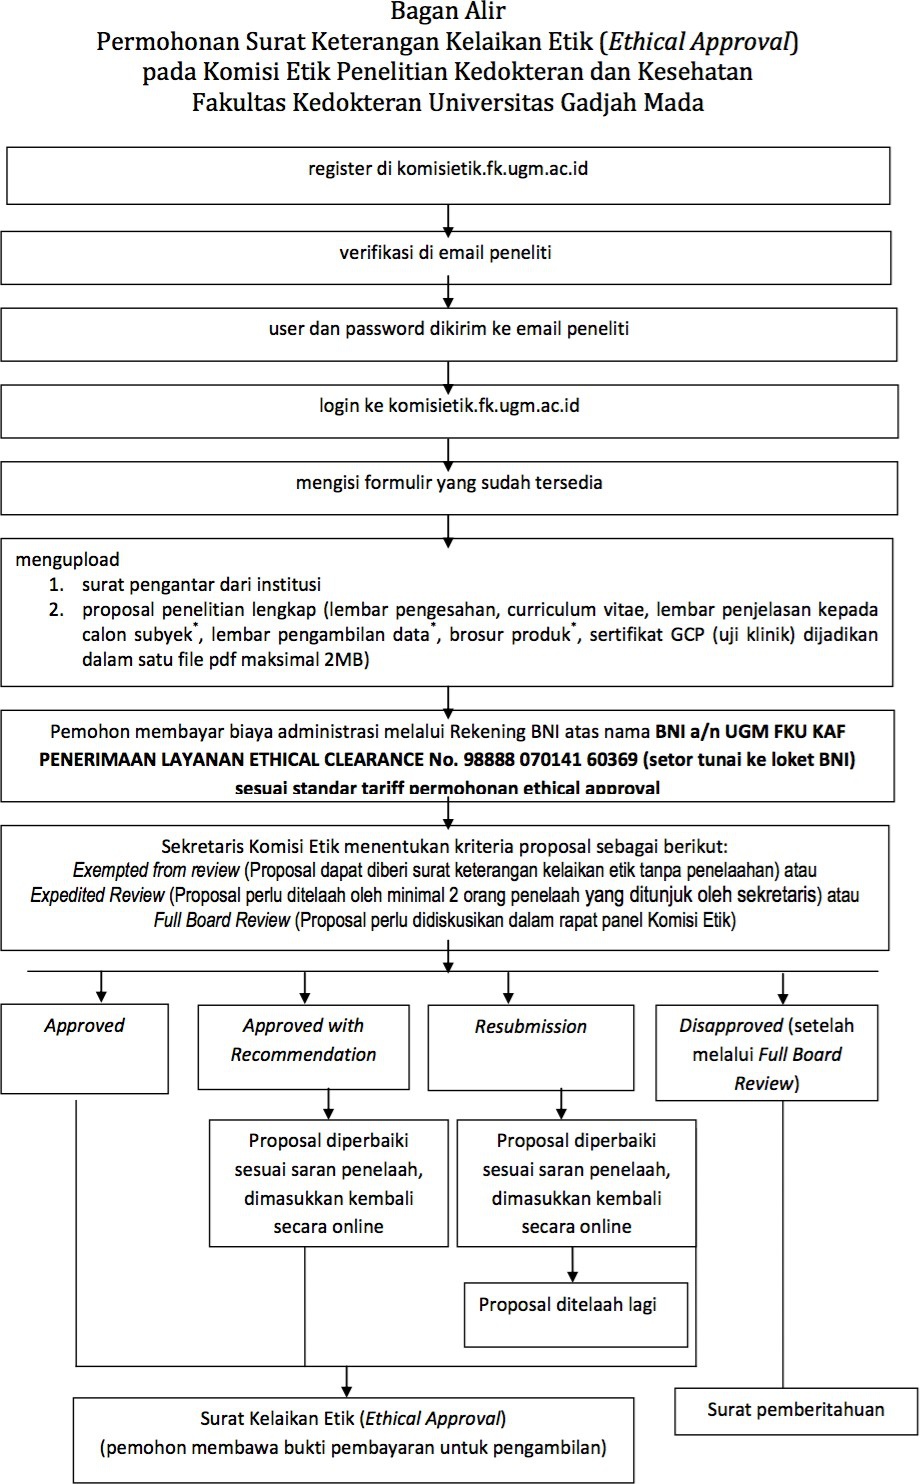 Bagan Alir
Permohonan Surat Keterangan Kelaikan Etik (Ethical Approval)
pada Komisi Etik Penelitian Kedokteran dan Kesehatan
Fakultas Kedokteran Universitas Gadjah Mada
register di komisietik.fk.ugm.ac.id
verifikasi di email peneliti
user dan password dikirim ke email peneliti
login ke komisietik.fk.ugm.ac.id
mengisi formulir yang sudah tersedia
mengupload
1. surat pengantar dari institusi
2. proposal penelitian lengkap (lembar pengesahan, curriculum vitae, lembar penjelasan kepada
calon subyek*, lembar pengambilan data*, brosur produk*, sertifikat GCP (uji klinik) dijadikan
dalam satu file pdf maksimal 2MB)
Pemohon membayar biaya administrasi melalui Rekening BNI atas nama BNI a/n UGM FKU KAF
PENERIMAAN LAYANAN ETHICAL CLEARANCE No. 98888 070141 60369 (setor tunai ke loket BNI)
sesuai standar tariff permohonan ethical approval
Sekretaris Komisi Etik menentukan kriteria proposal sebagai berikut:
Exempted from review (Proposal dapat diberi surat keterangan kelaikan etik tanpa penelaahan) atau
Expedited Review (Proposal perlu ditelaah oleh minimal 2 orang penelaah yang ditunjuk oleh sekretaris) atau
Full Board Review (Proposal perlu didiskusikan dalam rapat panel Komisi Etik)
Approved
Approved with
Recommendation
Resubmission
Disapproved (setelah
melalui Full Board
Review)
Proposal diperbaiki
sesuai saran penelaah,
dimasukkan kembali
secara online
Proposal diperbaiki
sesuai saran penelaah,
dimasukkan kembali
secara online
Proposal ditelaah lagi
Surat Kelaikan Etik (Ethical Approval)
(pemohon membawa bukti pembayaran untuk pengambilan)
Surat pemberitahuan